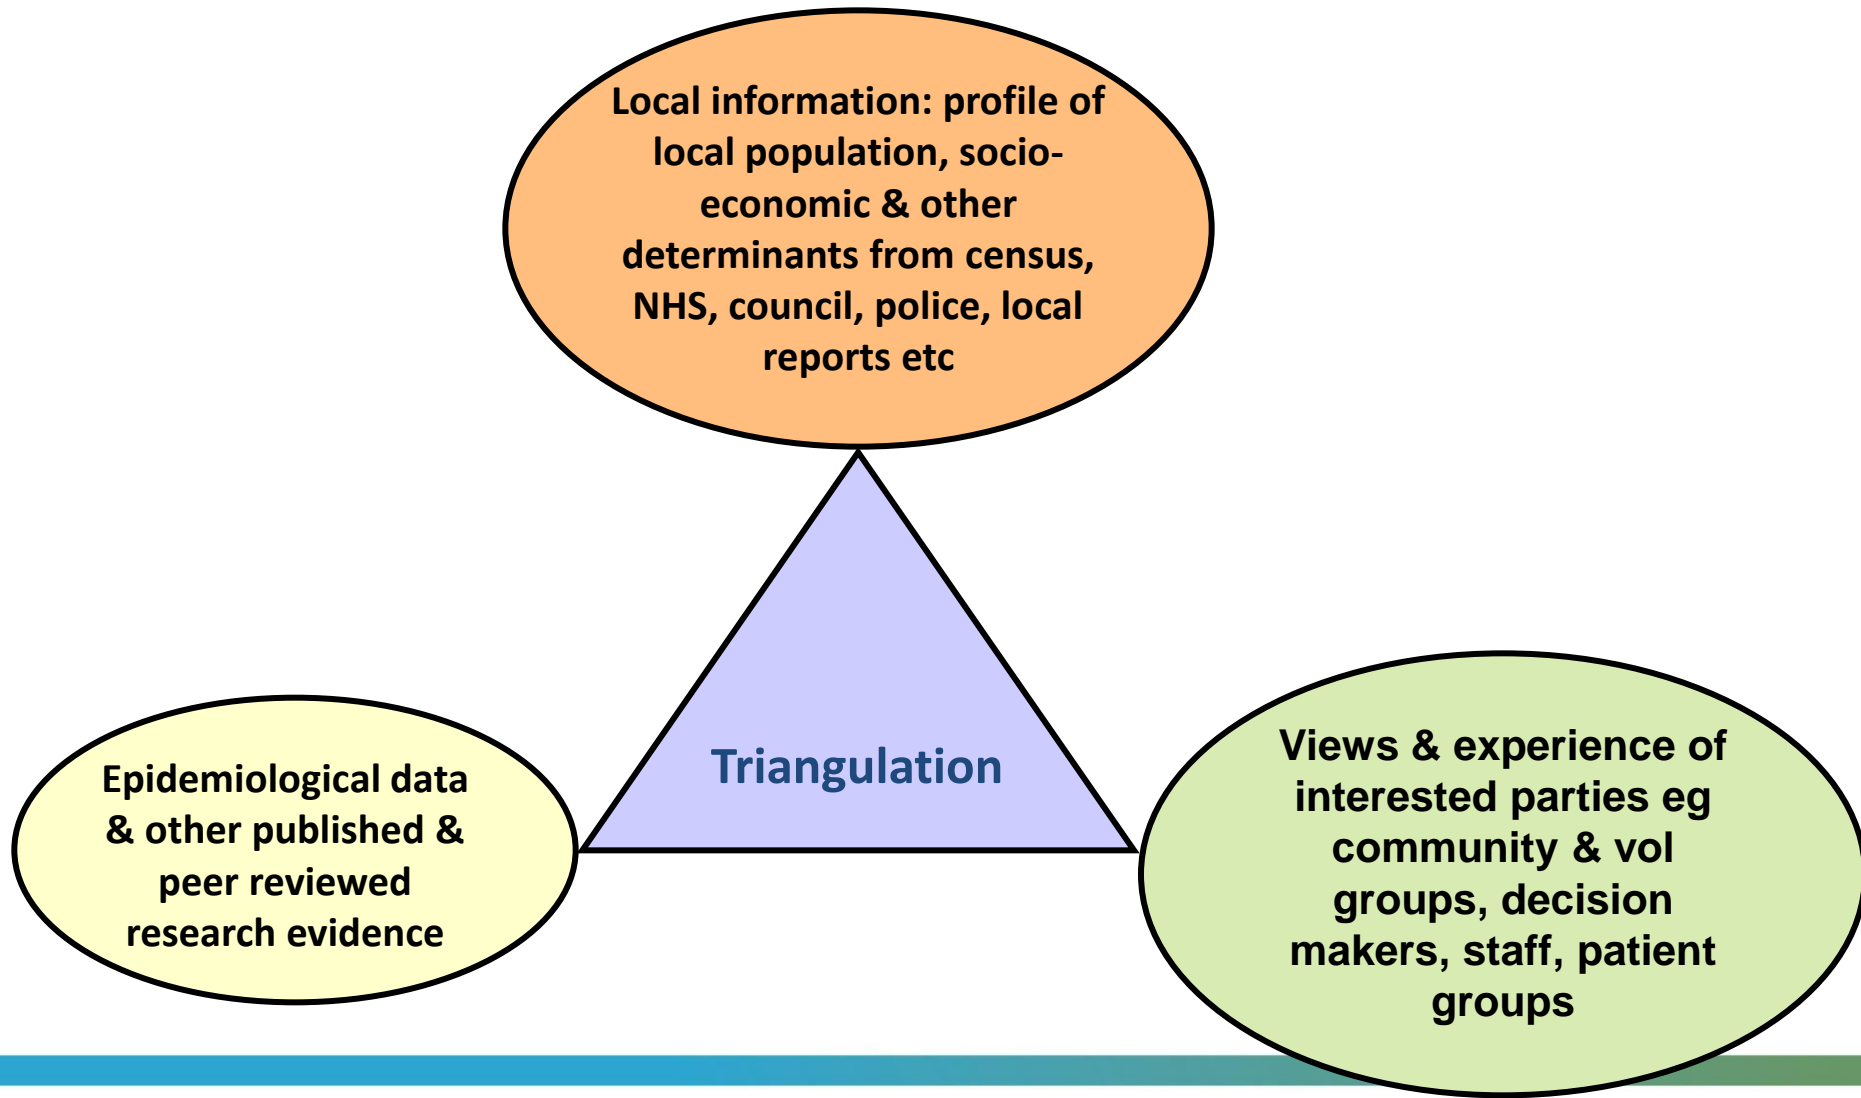 Local information: profile of
local population, socio-
economic & other
determinants from census,
NHS, council, police, local
reports etc
Triangulation
Epidemiological data
& other published &
peer reviewed
research evidence
Views & experience of
interested parties eg
community & vol
groups, decision
makers, staff, patient
groups